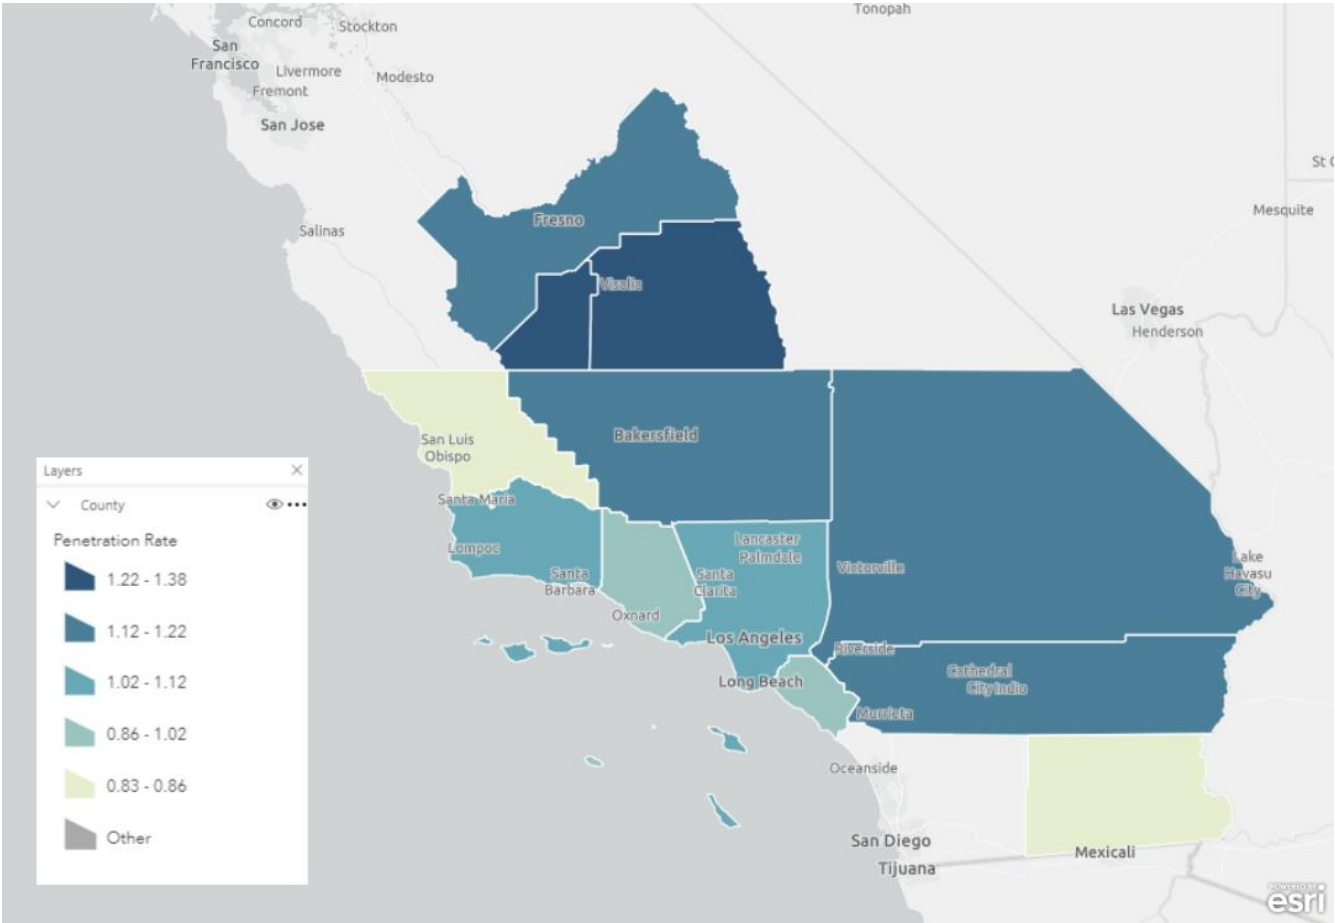 Tonopah
Concord
Stockton
San
Francisco
Livermore
Modesto
Fremont
San Jose
Mesquite
Salinas
Fresno
Visalia
Las Vegas
Henderson
San Luis
Obispo
Bakersfield
Santa Maria
Lompoc
Santa
Barbara
Oxnard
Santa
Clarita
Lancaster
Palmdale
Victorville
Lake
Havasu
City
Los Angeles
Riverside
Long Beach
Cathedral
City Indio
Murrieta
Oceanside
San Diego
Tijuana
Mexicali
Layers
County
Penetration Rate
1.22 - 1.38
1.12 - 1.22
1.02 - 1.12
0.86 - 1.02
0.83 - 0.86
Other
POWERED BY
esri